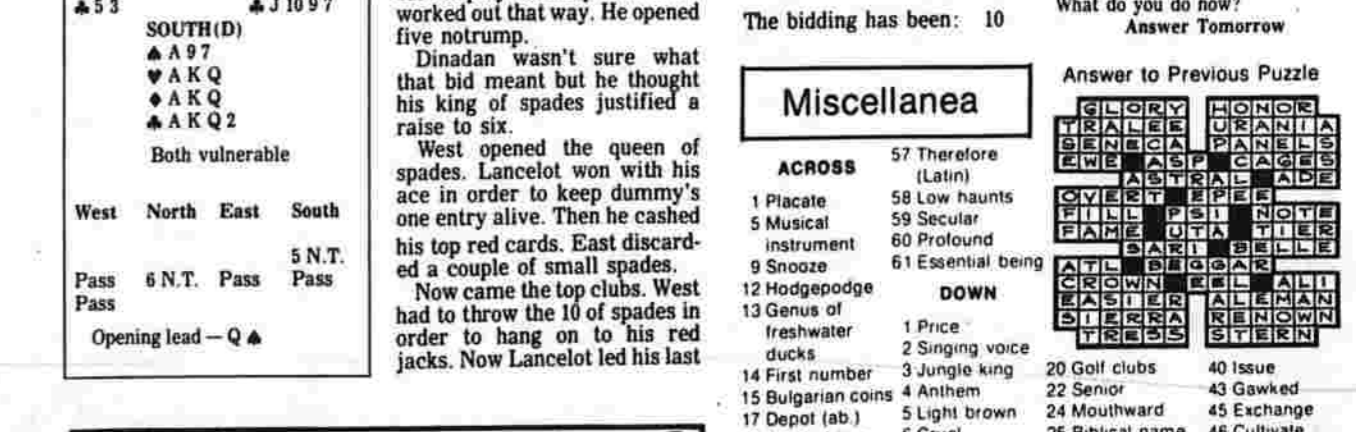 ♣ 5 3 ♣ J 10 9 7
SOUTH (D)
♠ A 9 7
♥ A K Q
♦ A K Q
♣ A K Q 2
Both vulnerable
West North East South
5 N.T.
Pass 6 N.T. Pass Pass
Pass
Opening lead — Q ♠
worked out that way. He opened
five notrump.
Dinadan wasn't sure what
that bid meant but he thought
his king of spades justified a
raise to six.
West opened the queen of
spades. Lancelot won with his
ace in order to keep dummy's
one entry alive. Then he cashed
his top red cards. East discard-
ed a couple of small spades.
Now came the top clubs. West
had to throw the 10 of spades in
order to hang on to his red
jacks. Now Lancelot led his last
The bidding has been: 10
What do you do now?
Answer Tomorrow
Miscellanea
ACROSS
1 Placate
5 Musical
instrument
9 Snooze
12 Hodgepodge
13 Genus of
freshwater
ducks
14 First number
15 Bulgarian coins
17 Depot (ab.)
57 Therefore
(Latin)
58 Low haunts
59 Secular
60 Profound
61 Essential being
DOWN
1 Price
2 Singing voice
3 Jungle king
4 Anthem
5 Light brown
6 Cruel
Answer to Previous Puzzle
GLORY HONOR
TRALEE URANIA
SENECA PANELS
EWE ASP CAGES
ASTRAL ADE
OVERT EPEE
FILL PSI NOTE
FAME UTA TIER
SARI BELLE
ATL BEGGAR
CROWN EEL ALI
EASIER ALEMAN
SIERRA RENOWN
TRESS STERN
20 Golf clubs
22 Senior
24 Mouthward
25 Biblical name
40 Issue
43 Gawked
45 Exchange
46 Cultivate